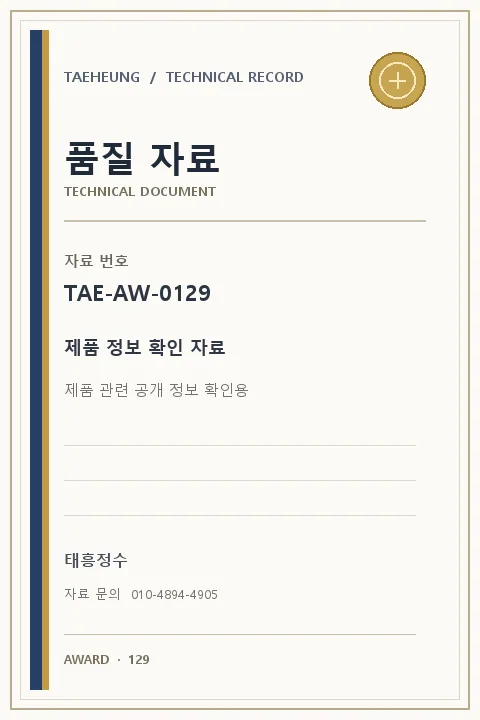 TAEHEUNG / TECHNICAL RECORD
품질 자료
TECHNICAL DOCUMENT
자료 번호
TAE-AW-0129
제품 정보 확인 자료
제품 관련 공개 정보 확인용
태흥정수
자료 문의 010-4894-4905
AWARD · 129